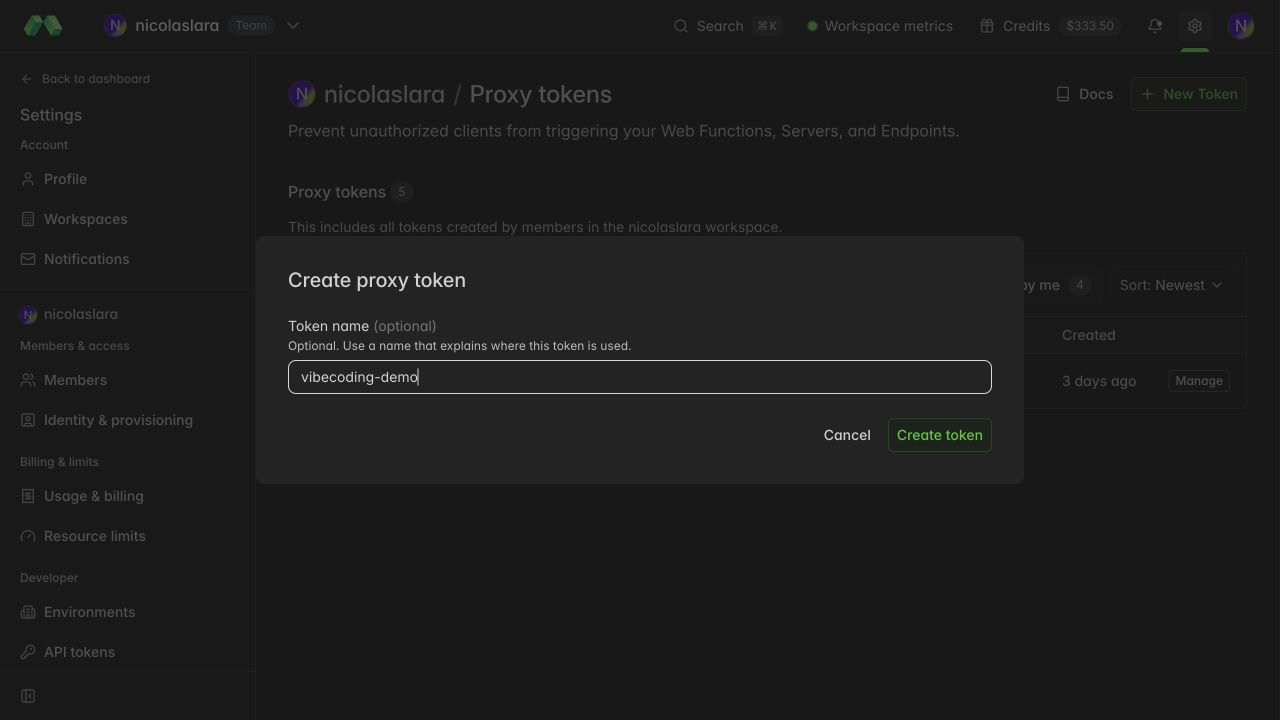 N nicolaslara Team Search ⌘K Workspace metrics Credits $333.50 N
Back to dashboard
Settings
Account
Profile
Workspaces
Notifications
N nicolaslara
Members & access
Members
Identity & provisioning
Billing & limits
Usage & billing
Resource limits
Developer
Environments
API tokens
N nicolaslara / Proxy tokens Docs New Token
Prevent unauthorized clients from triggering your Web Functions, Servers, and Endpoints.
Proxy tokens 5
This includes all tokens created by members in the nicolaslara workspace.
by me 4 Sort: Newest
Created
3 days ago Manage
Create proxy token
Token name (optional)
Optional. Use a name that explains where this token is used.
vibecoding-demo
Cancel Create token